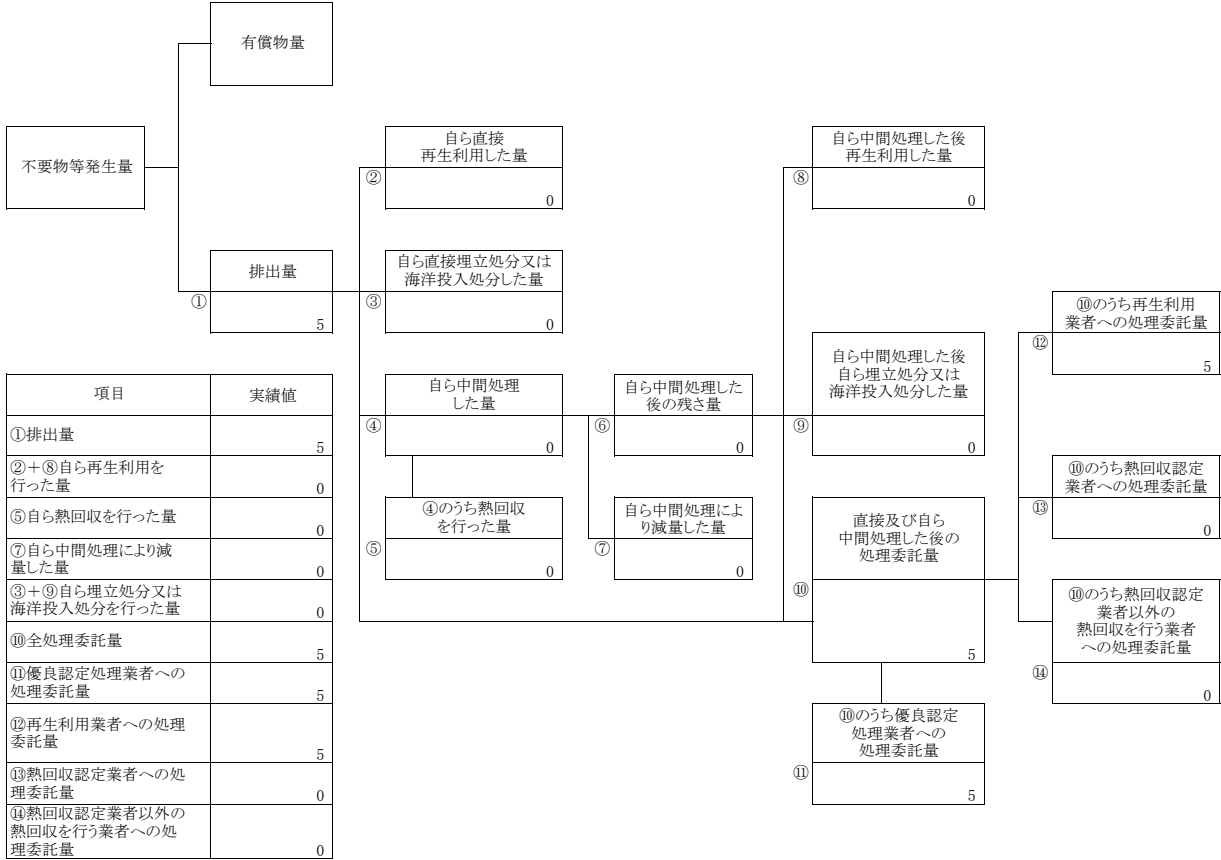 有償物量
不要物等発生量
自ら直接
再生利用した量
②
0
自ら中間処理した後
再生利用した量
⑧
0
排出量
①
5
自ら直接埋立処分又は
海洋投入処分した量
③
0
⑩のうち再生利用
業者への処理委託量
⑫
5
自ら中間処理
した量
④
0
自ら中間処理した
後の残さ量
⑥
0
自ら中間処理した後
自ら埋立処分又は
海洋投入処分した量
⑨
0
⑩のうち熱回収認定
業者への処理委託量
⑬
0
④のうち熱回収
を行った量
⑤
0
自ら中間処理によ
り減量した量
⑦
0
直接及び自ら
中間処理した後の
処理委託量
⑩
5
⑩のうち熱回収認定
業者以外の
熱回収を行う業者
への処理委託量
⑭
0
⑩のうち優良認定
処理業者への
処理委託量
⑪
5
項目 実績値
①排出量
5
②＋⑧自ら再生利用を
行った量
0
⑤自ら熱回収を行った量
0
⑦自ら中間処理により減
量した量
0
③＋⑨自ら埋立処分又は
海洋投入処分を行った量
0
⑩全処理委託量
5
⑪優良認定処理業者への
処理委託量
5
⑫再生利用業者への処理
委託量
5
⑬熱回収認定業者への処
理委託量
0
⑭熱回収認定業者以外の
熱回収を行う業者への処
理委託量
0